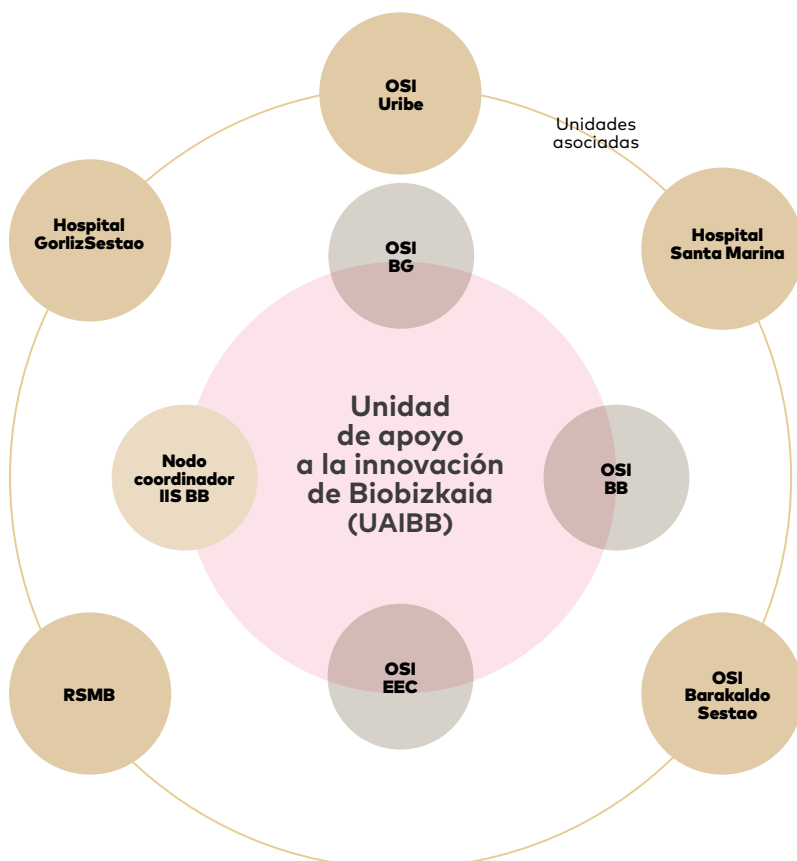 OSI
Uribe
Unidades
asociadas
Hospital
GorlizSestao
Hospital
Santa Marina
OSI
BG
Unidad
de apoyo
a la innovación
de Biobizkaia
(UAIBB)
Nodo
coordinador
IIS BB
OSI
BB
OSI
EEC
RSMB
OSI
Barakaldo
Sestao